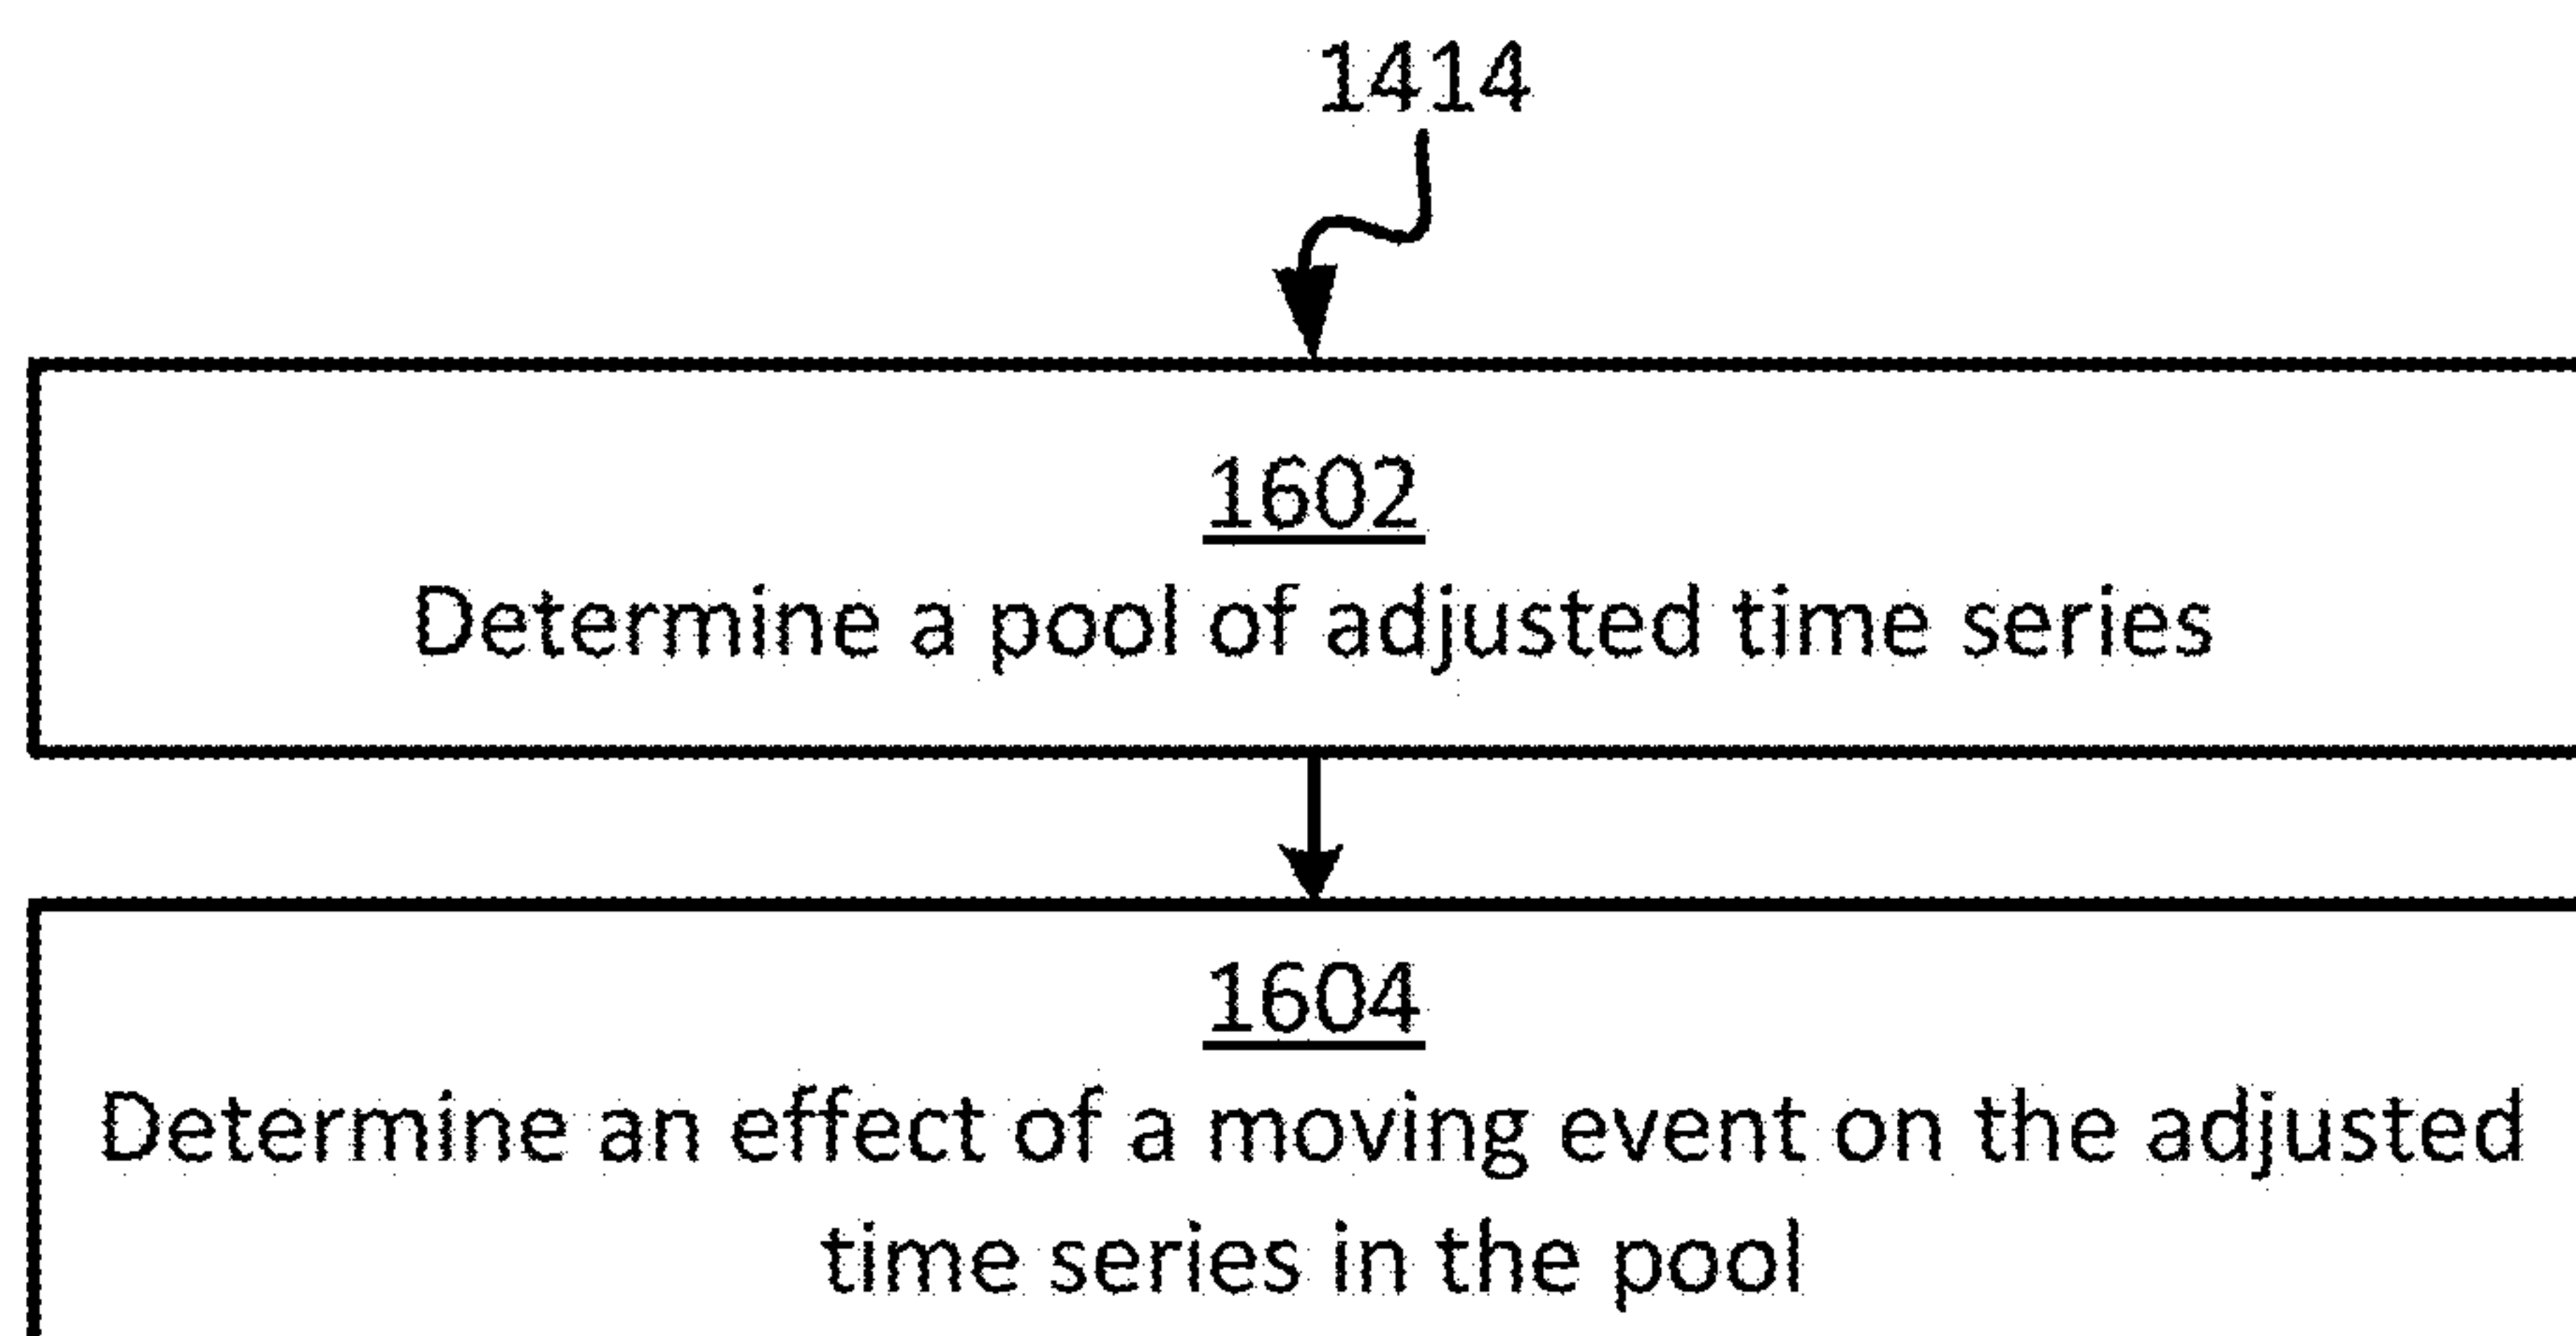 1414
1602
Determine a pool of adjusted time series
1604
Determine an effect of a moving event on the adjusted
time series in the pool